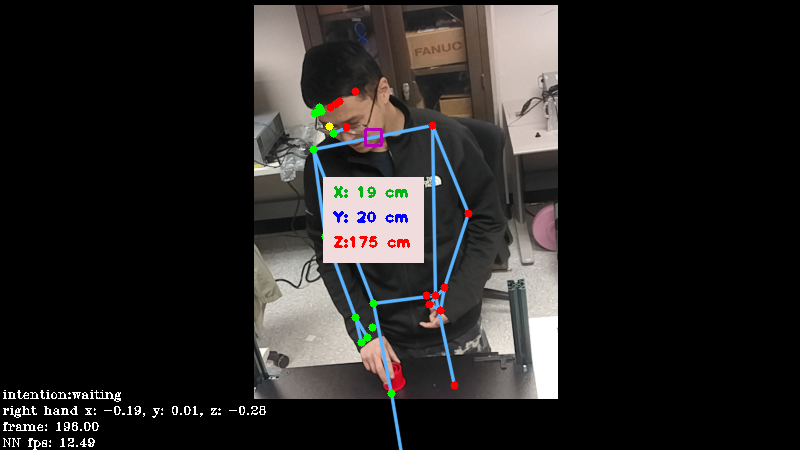 FANUC
X: 19 cm
Y: 20 cm
Z:175 cm
intention:waiting
right hand x: -0.19, y: 0.01, z: -0.28
frame: 196.00
NN fps: 12.49